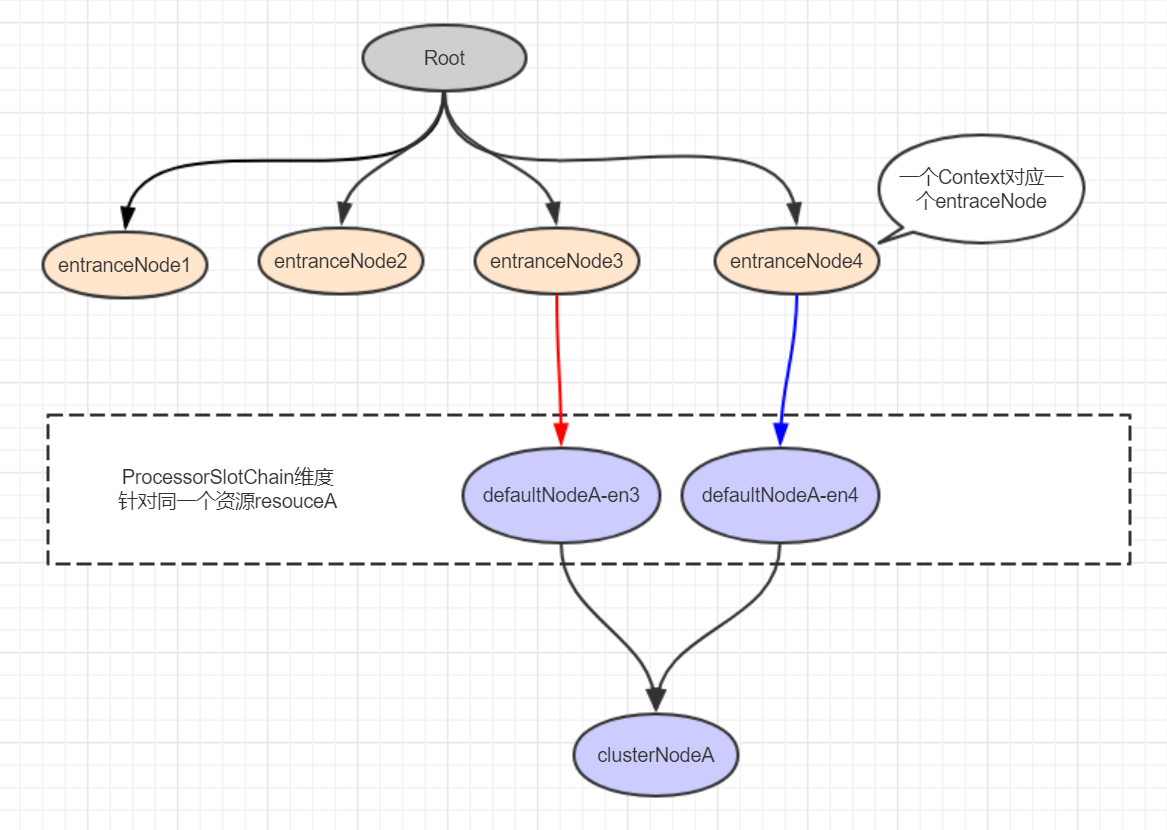 Root
一个Context对应一
个entraceNode
entranceNode1
entranceNode2
entranceNode3
entranceNode4
ProcessorSlotChain维度
针对同一个资源resouceA
defaultNodeA-en3
defaultNodeA-en4
clusterNodeA